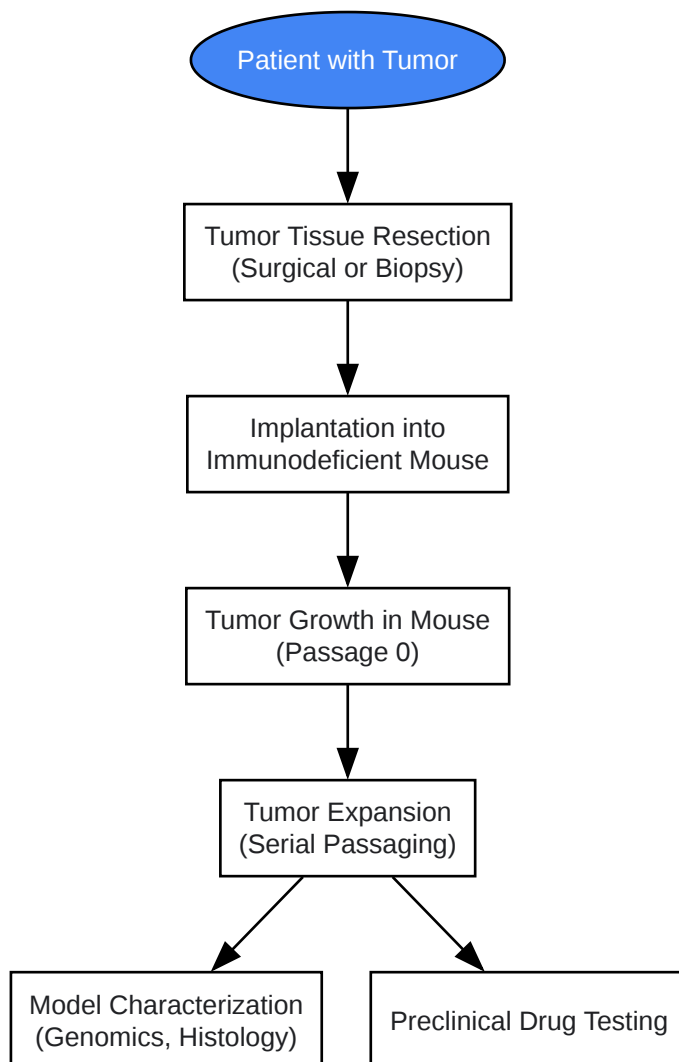 Patient with Tumor
Tumor Tissue Resection
(Surgical or Biopsy)
Implantation into
Immunodeficient Mouse
Tumor Growth in Mouse
(Passage 0)
Tumor Expansion
(Serial Passaging)
Model Characterization
(Genomics, Histology)
Preclinical Drug Testing